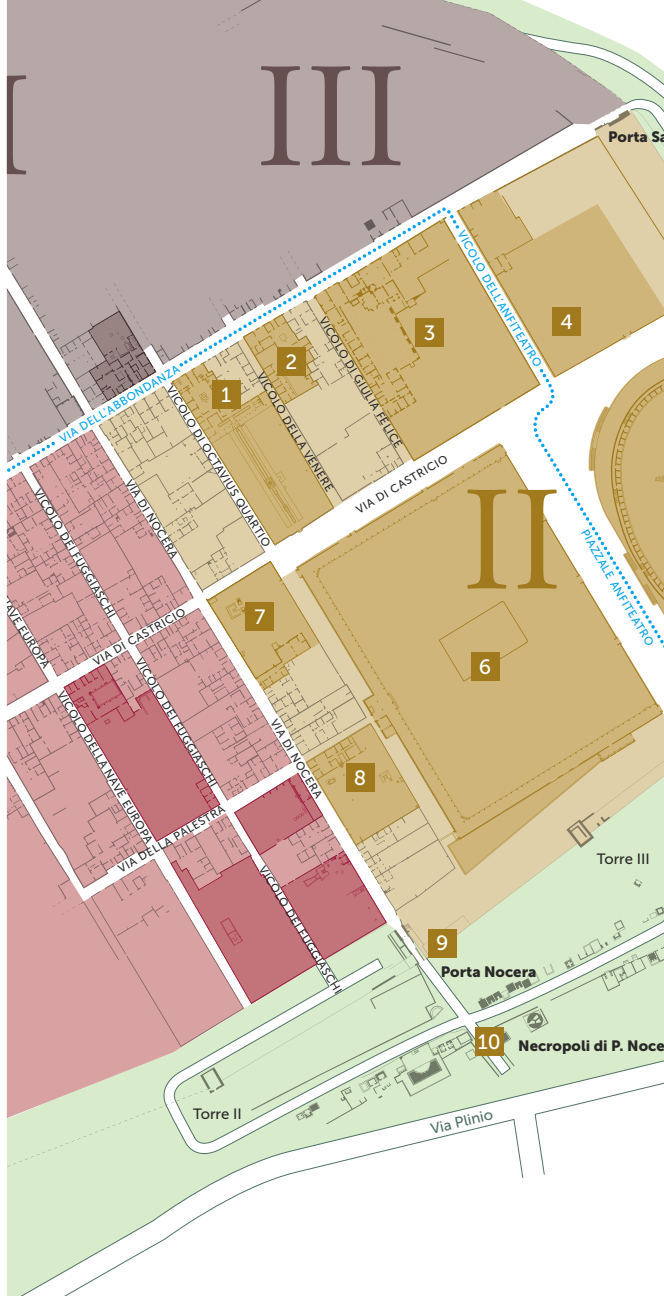 III
Porta Sa
VICOLO DELL'ANFITEATRO
4
3
2
1
VIA DELL'ABBONDANZA
VICOLO DI OCTAVIUS QUARTIO
VICOLO DELLA VENERE
VICOLO DI GIULIA FELICE
VIA DI CASTRICIO
VIA DI NOCERA
VICOLO DEI FUGGIASCHI
II
PIAZZALE ANFITEATRO
7
6
VIA DI CASTRICIO
AVE EUROPA
VICOLO DEI FUGGIASCHI
VICOLO DELLA NAVE EUROPA
VIA DI NOCERA
8
VIA DELLA PALESTRA
Torre III
VICOLO DEI FUGGIASCHI
9
Porta Nocera
10
Necropoli di P. Noce
Torre II
Via Plinio